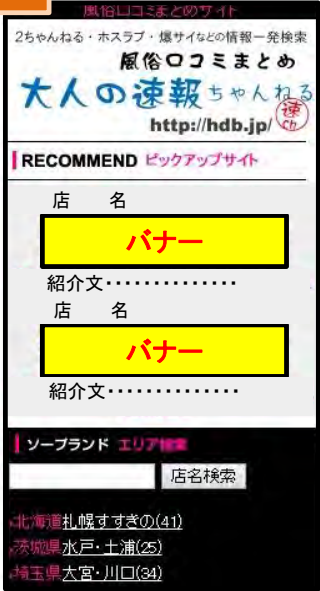 風俗口コミまとめサイト
2ちゃんねる・ホスラブ・爆サイなどの情報一発検索
風俗口コミまとめ
大人の速報ちゃんねる
速ch
http://hdb.jp/
RECOMMEND ピックアップサイト
店 名
バナー
紹介文・・・・・・・・・・・・・・
店 名
バナー
紹介文・・・・・・・・・・・・・・
ソープランド エリア検索
店名検索
北海道札幌すすきの(41)
茨城県水戸・土浦(25)
埼玉県大宮・川口(34)